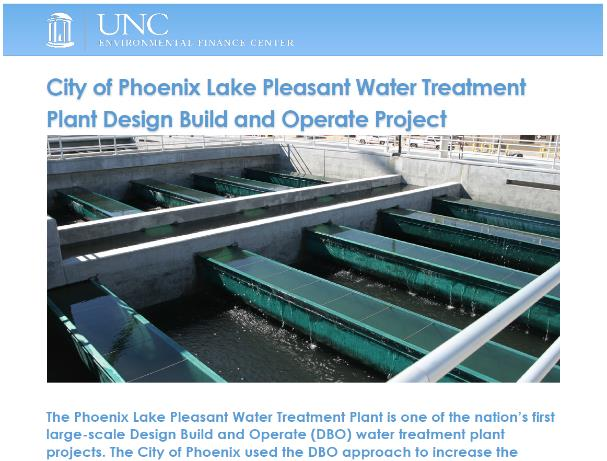 UNC
ENVIRONMENTAL FINANCE CENTER
City of Phoenix Lake Pleasant Water Treatment
Plant Design Build and Operate Project
The Phoenix Lake Pleasant Water Treatment Plant is one of the nation's first
large-scale Design Build and Operate (DBO) water treatment plant
projects. The City of Phoenix used the DBO approach to increase the